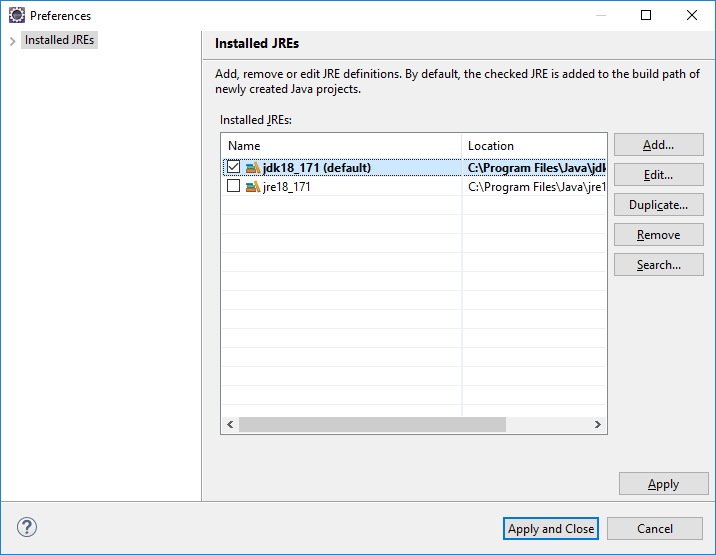 Preferences
Installed JREs
Installed JREs
Add, remove or edit JRE definitions. By default, the checked JRE is added to the build path of
newly created Java projects.
Installed JREs:
Name Location
jdk18_171 (default) C:\Program Files\Java\jdk
jre18_171 C:\Program Files\Java\jre1
Add...
Edit...
Duplicate...
Remove
Search...
Apply
Apply and Close
Cancel